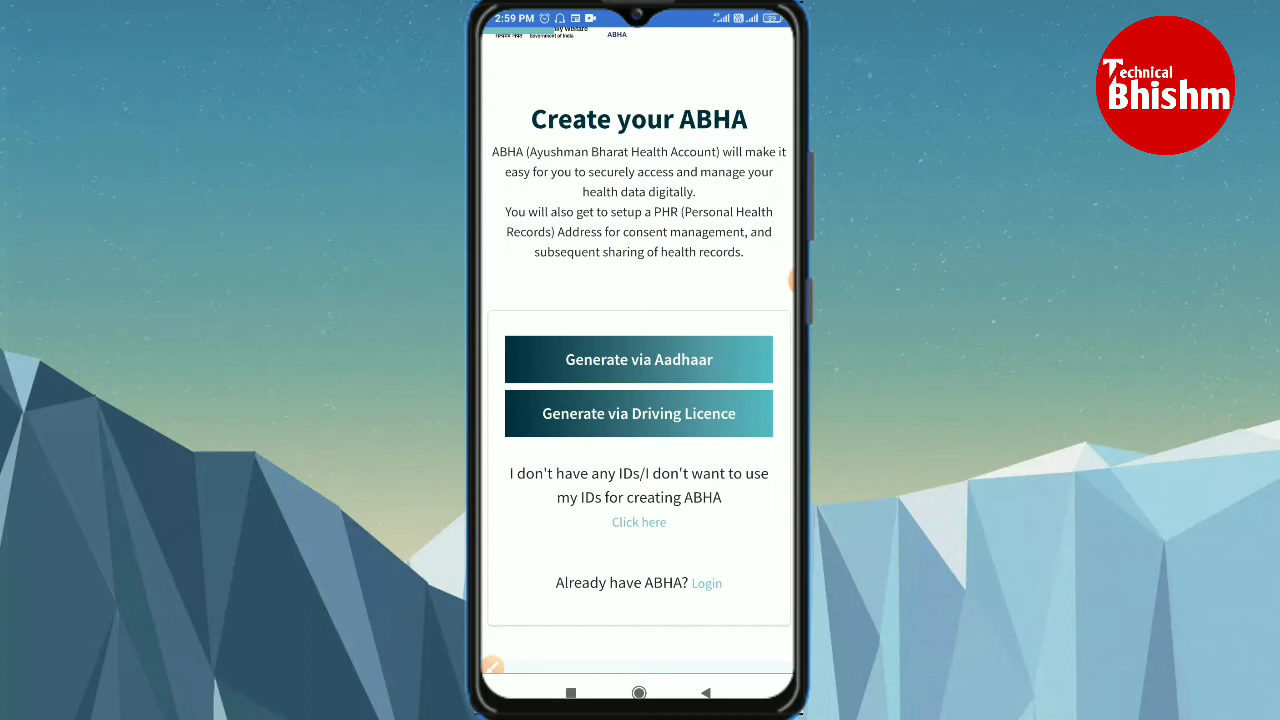 2:59 PM
Government of India
ABHA
Technical
Bhishm
Create your ABHA
ABHA (Ayushman Bharat Health Account) will make it
easy for you to securely access and manage your
health data digitally.
You will also get to setup a PHR (Personal Health
Records) Address for consent management, and
subsequent sharing of health records.
Generate via Aadhaar
Generate via Driving Licence
I don't have any IDs/I don't want to use
my IDs for creating ABHA
Click here
Already have ABHA? Login